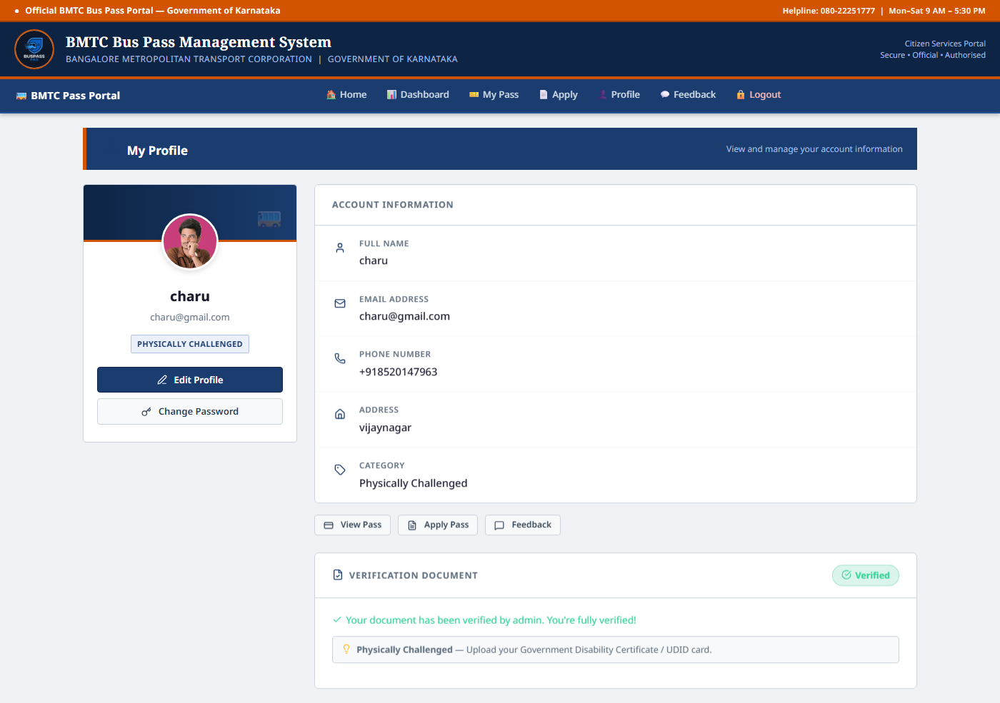 Official BMTC Bus Pass Portal — Government of Karnataka
Helpline: 080-22251777 | Mon–Sat 9 AM – 5:30 PM
BUSPASS
PRO
BMTC Bus Pass Management System
BANGALORE METROPOLITAN TRANSPORT CORPORATION | GOVERNMENT OF KARNATAKA
Citizen Services Portal
Secure • Official • Authorised
BMTC Pass Portal
Home
Dashboard
My Pass
Apply
Profile
Feedback
Logout
My Profile
View and manage your account information
charu
charu@gmail.com
PHYSICALLY CHALLENGED
Edit Profile
Change Password
ACCOUNT INFORMATION
FULL NAME
charu
EMAIL ADDRESS
charu@gmail.com
PHONE NUMBER
+918520147963
ADDRESS
vijaynagar
CATEGORY
Physically Challenged
View Pass
Apply Pass
Feedback
VERIFICATION DOCUMENT
Verified
Your document has been verified by admin. You're fully verified!
Physically Challenged — Upload your Government Disability Certificate / UDID card.